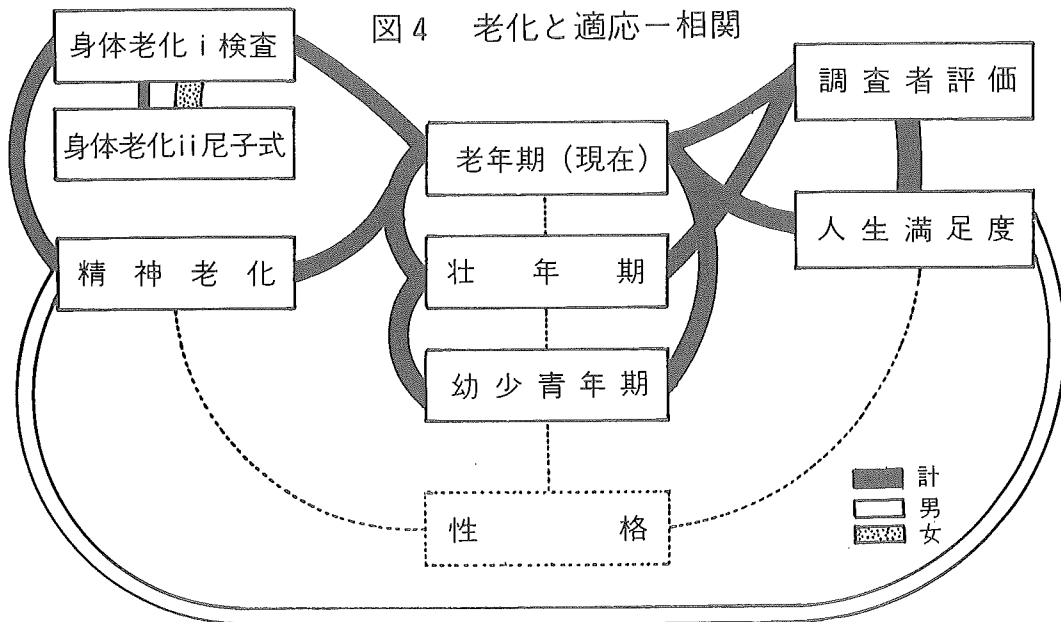 図4 老化と適応ー相関
身体老化i検査
身体老化ii尼子式
精神老化
老年期(現在)
壮年期
幼少青年期
性格
調査者評価
人生満足度
計
男
女